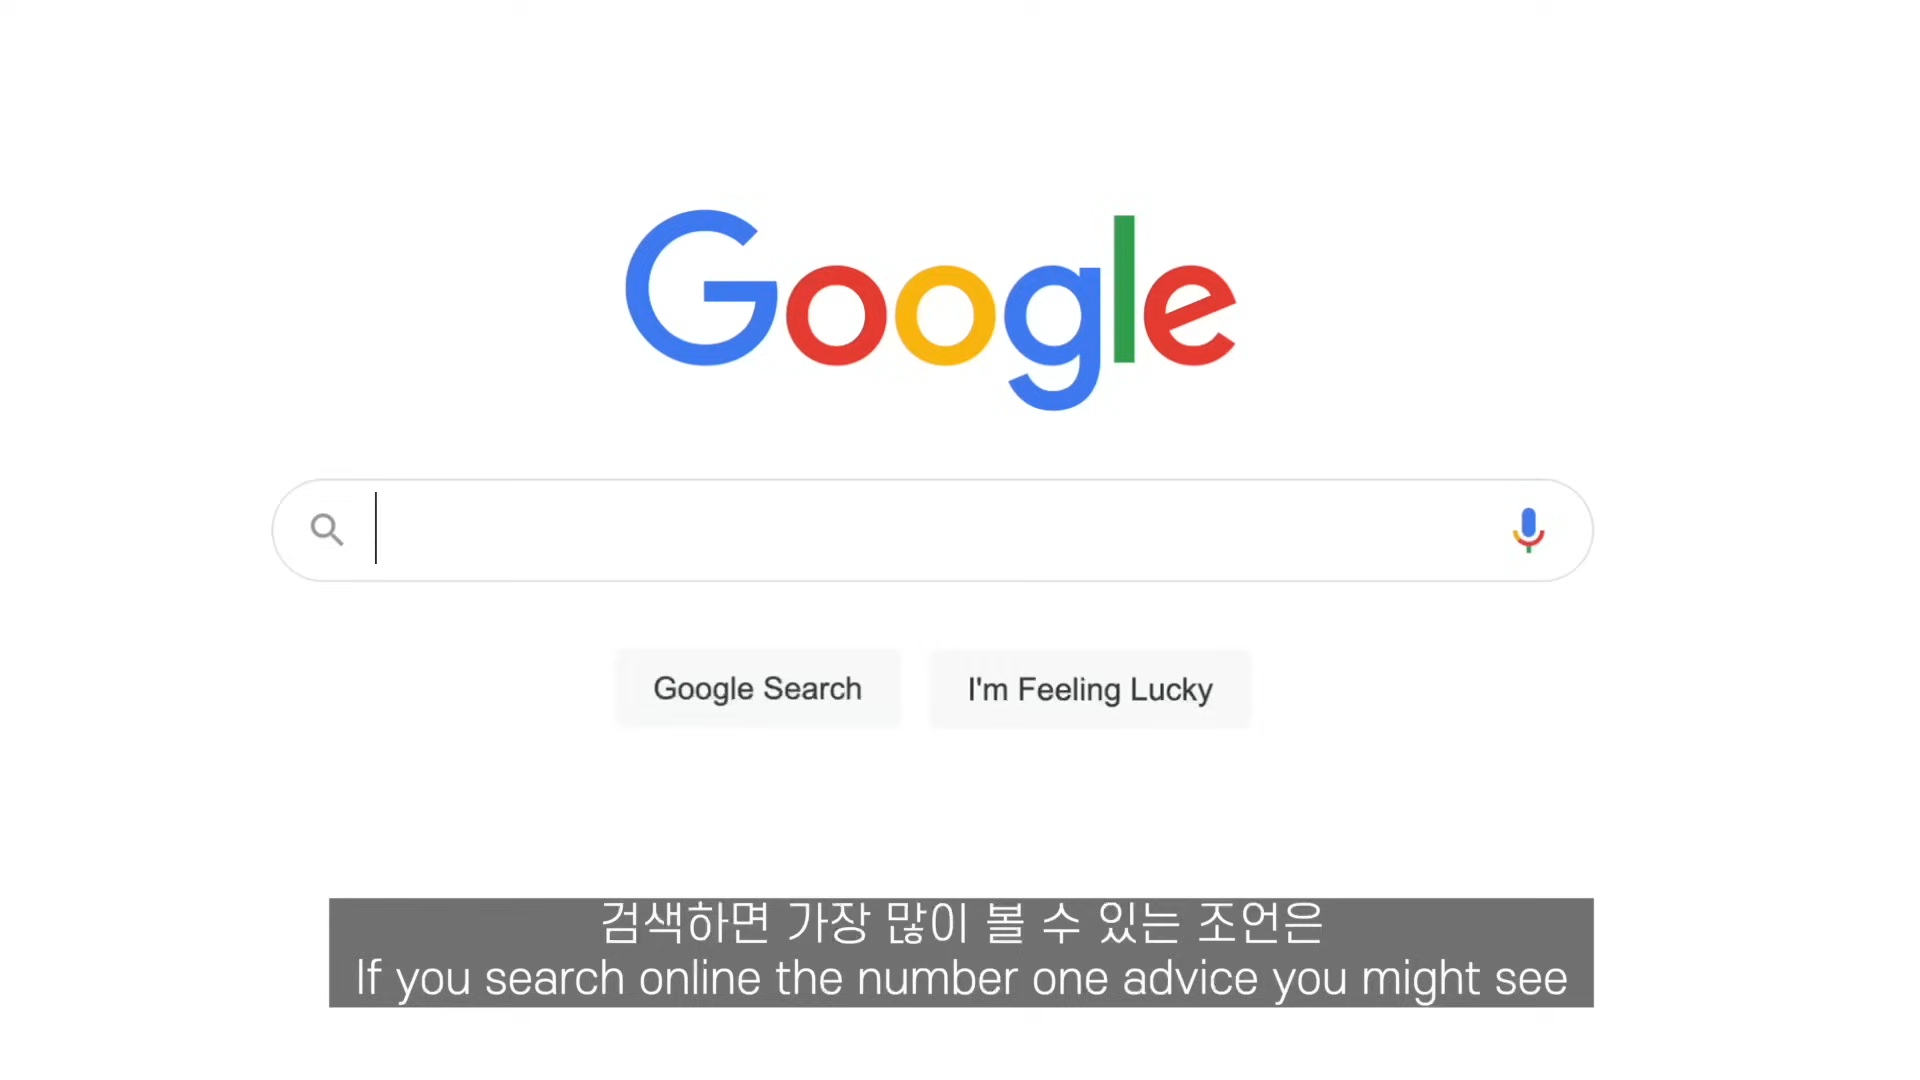 Google
Google Search
I'm Feeling Lucky
검색하면 가장 많이 볼 수 있는 조언은
If you search online the number one advice you might see